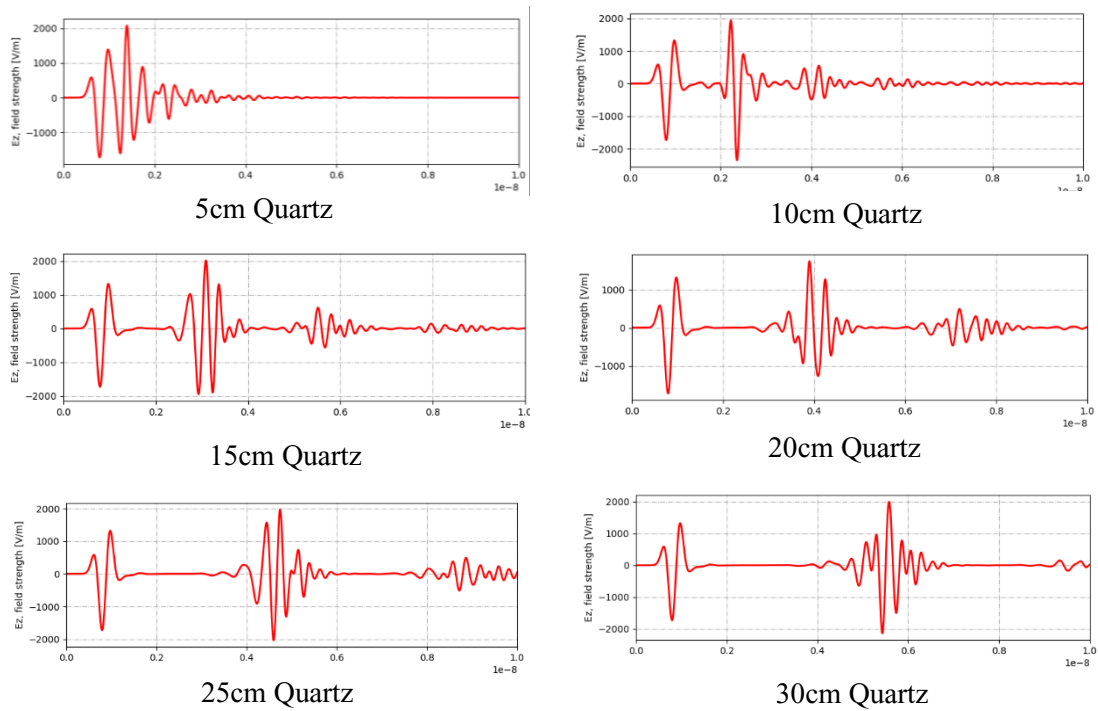 Ez, field strength [V/m]
2000
1000
0
−1000
0.0 0.2 0.4 0.6 0.8 1.0
1e−8
5cm Quartz
Ez, field strength [V/m]
2000
1000
0
−1000
−2000
0.0 0.2 0.4 0.6 0.8 1.0
1e−8
10cm Quartz
Ez, field strength [V/m]
2000
1000
0
−1000
−2000
0.0 0.2 0.4 0.6 0.8 1.0
1e−8
15cm Quartz
Ez, field strength [V/m]
1000
0
−1000
0.0 0.2 0.4 0.6 0.8 1.0
1e−8
20cm Quartz
Ez, field strength [V/m]
2000
1000
0
−1000
−2000
0.0 0.2 0.4 0.6 0.8 1.0
1e−8
25cm Quartz
Ez, field strength [V/m]
2000
1000
0
−1000
−2000
0.0 0.2 0.4 0.6 0.8 1.0
1e−8
30cm Quartz